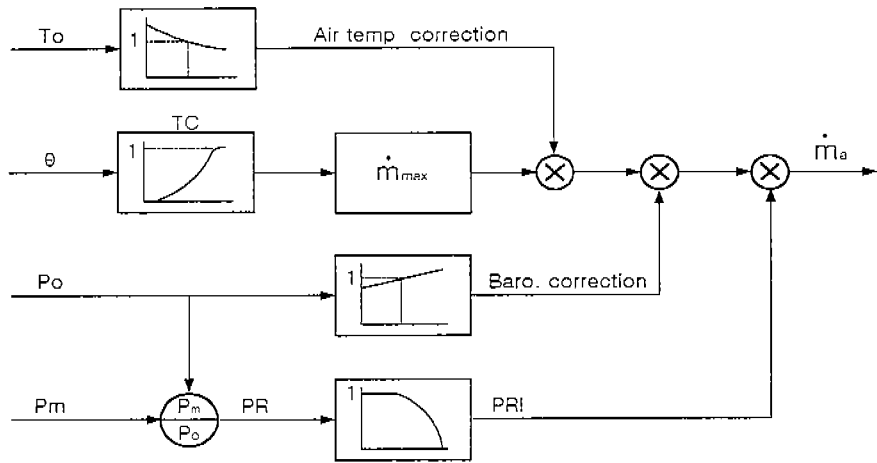 To
1
Air temp correction
TC
θ
1
ṁmax
ṁa
Po
1
Baro. correction
Pm
Pm
Po
PR
1
PRI